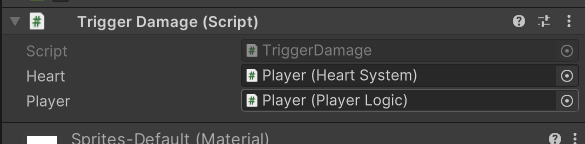 Trigger Damage (Script)
Script TriggerDamage
Heart Player (Heart System)
Player Player (Player Logic)
Sprites-Default (Material)